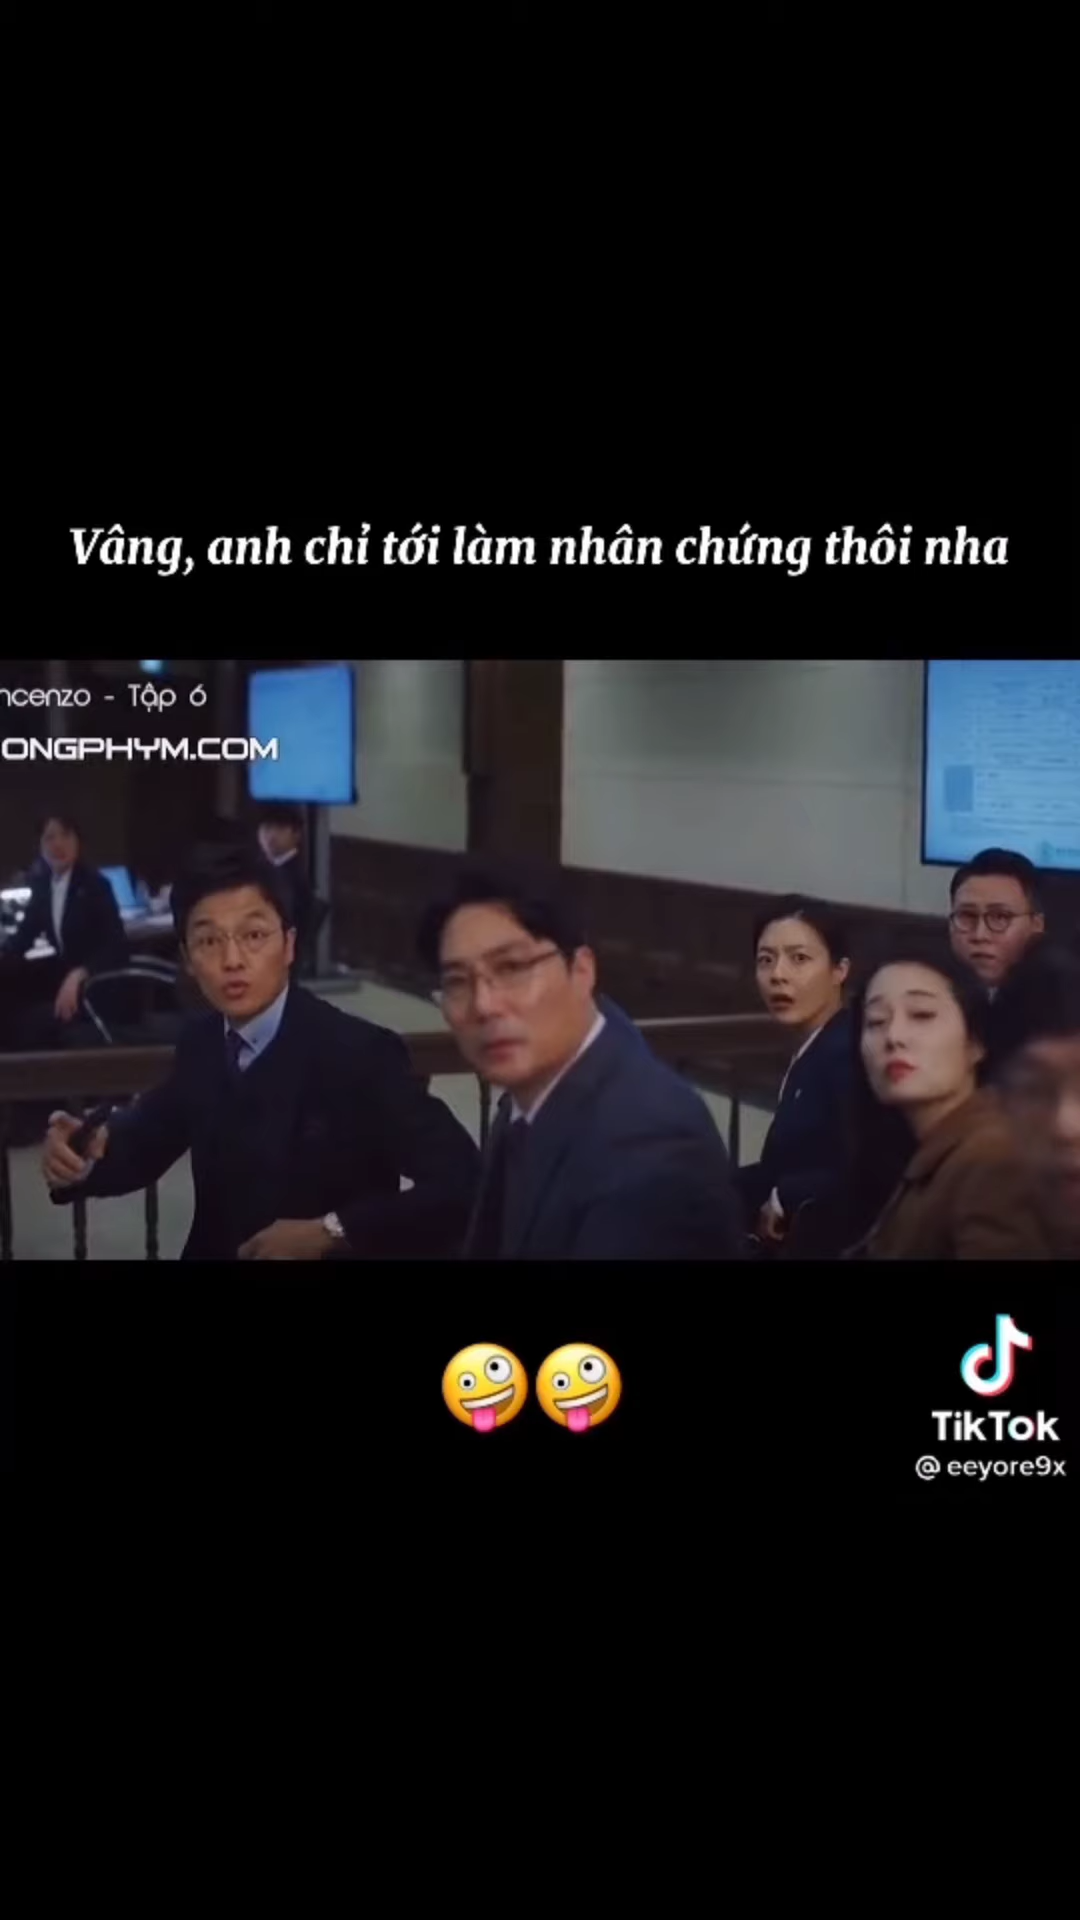 Vâng, anh chỉ tới làm nhân chứng thôi nha
ncenzo - Tập 6
ONGPHYM.COM
TikTok
@eeyore9x